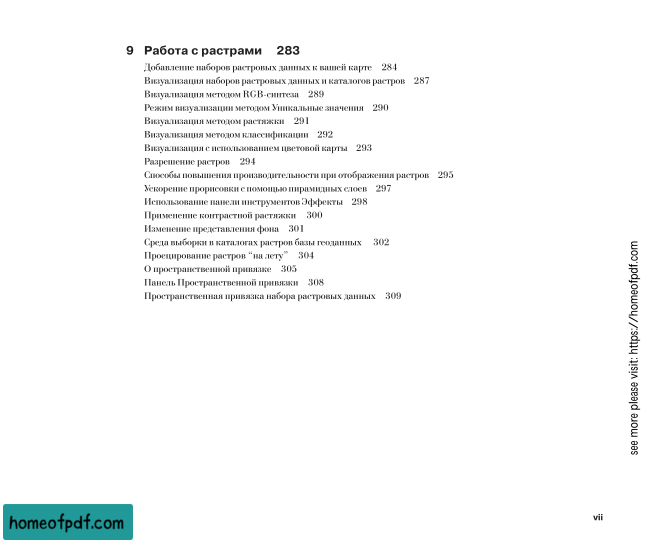 9 Работа с растрами 283
Добавление наборов растровых данных к вашей карте 284
Визуализация наборов растровых данных и каталогов растров 287
Визуализация методом RGB-синтеза 289
Режим визуализации методом Уникальные значения 290
Визуализация методом растяжки 291
Визуализация методом классификации 292
Визуализация с использованием цветовой карты 293
Разрешение растров 294
Способы повышения производительности при отображения растров 295
Ускорение прорисовки с помощью пирамидных слоев 297
Использование панели инструментов Эффекты 298
Применение контрастной растяжки 300
Изменение представления фона 301
Среда выборки в каталогах растров базы геоданных 302
Проецирование растров “на лету” 304
О пространственной привязке 305
Панель Пространственной привязки 308
Пространственная привязка набора растровых данных 309
see more please visit: https://homeofpdf.com
vii
homeofpdf.com